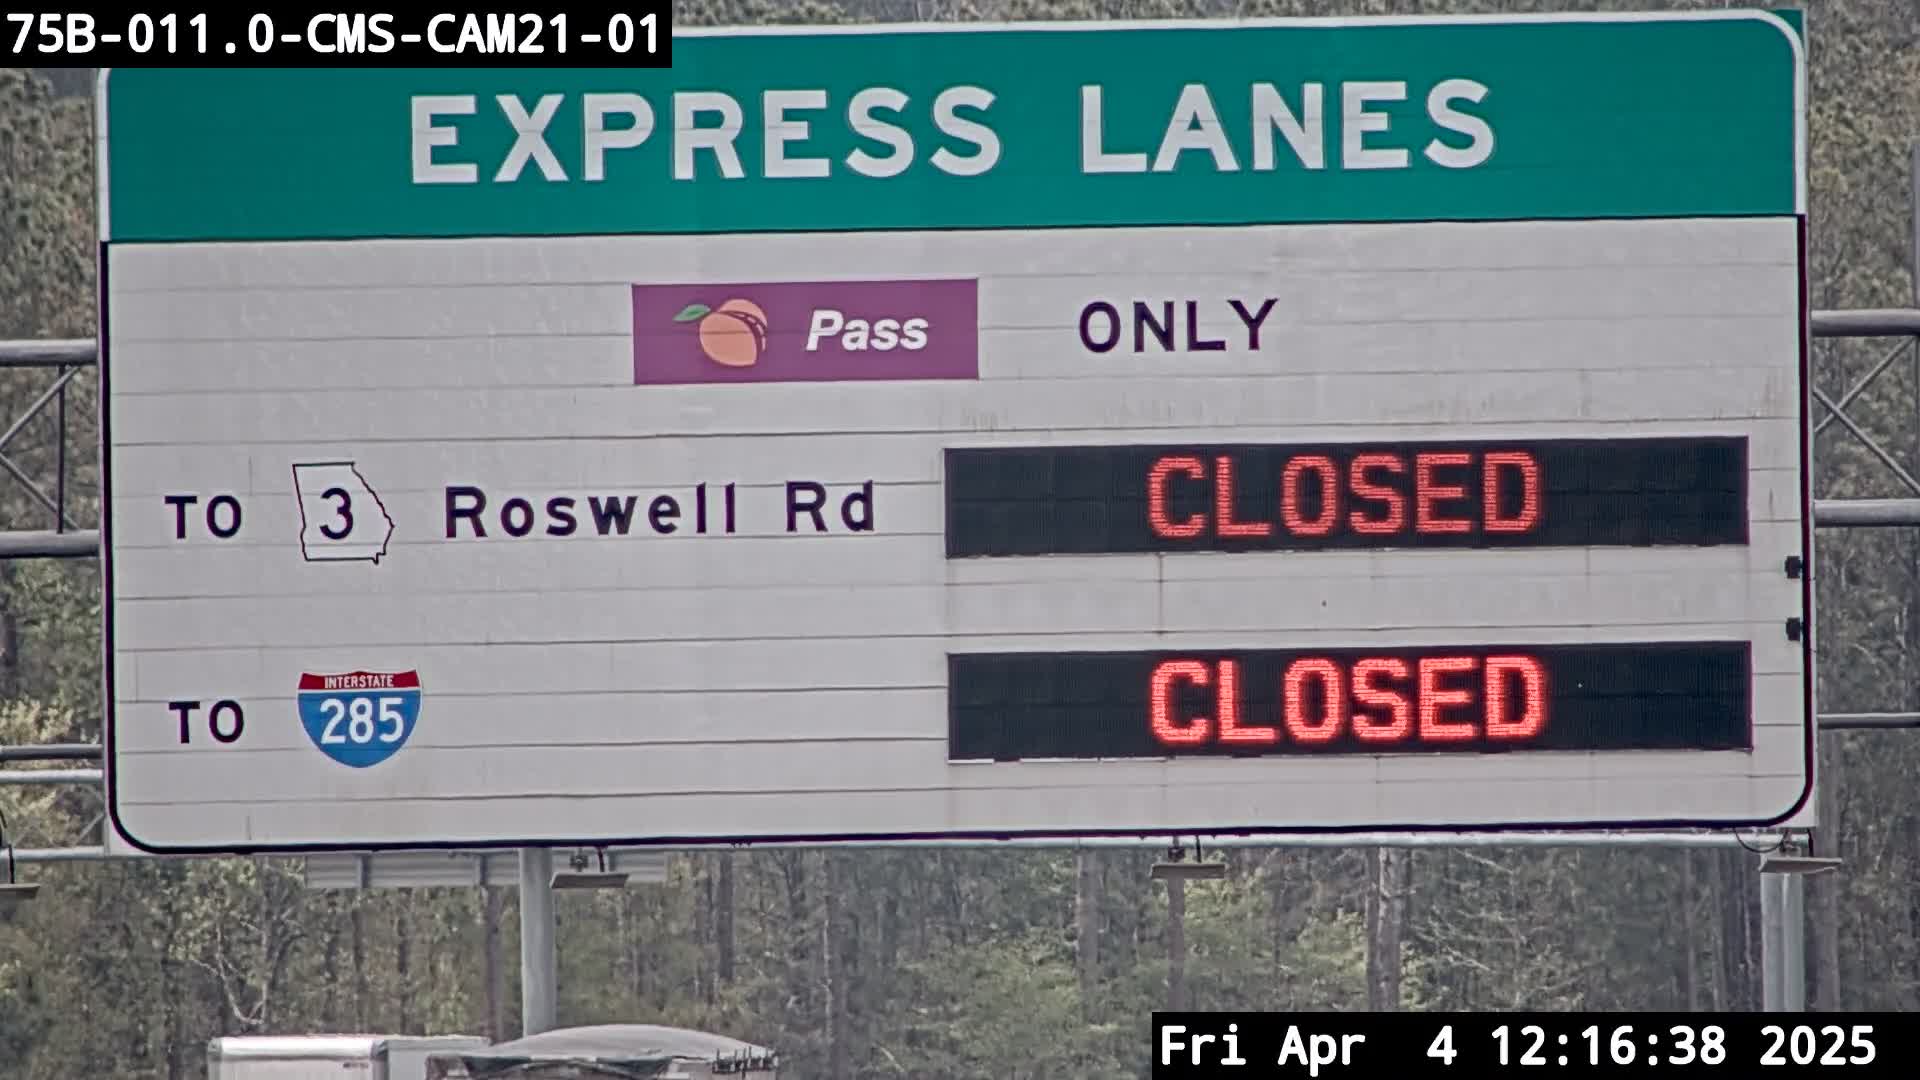 75B-011.0-CMS-CAM21-01
EXPRESS LANES
Pass ONLY
TO 3 Roswell Rd CLOSED
INTERSTATE
TO 285 CLOSED
Fri Apr 4 12:16:38 2025